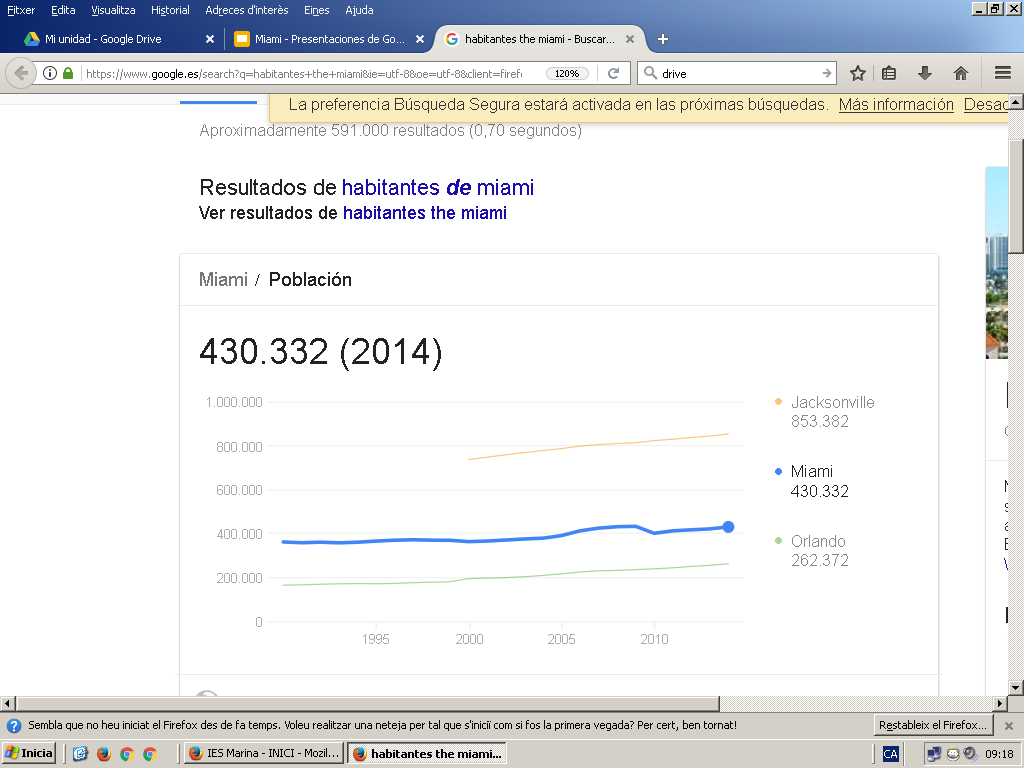 Fitxer Edita Visualitza Historial Adreces d'interès Eines Ajuda
Mi unidad - Google Drive
Miami - Presentaciones de Go...
habitantes the miami - Buscar...
https://www.google.es/search?q=habitantes+the+miami&ie=utf-8&oe=utf-8&client=firef
120%
drive
La preferencia Búsqueda Segura estará activada en las próximas búsquedas. Más información Desac
Aproximadamente 591.000 resultados (0,70 segundos)
Resultados de habitantes de miami
Ver resultados de habitantes the miami
Miami / Población
430.332 (2014)
1.000.000
800.000
600.000
400.000
200.000
0
1995 2000 2005 2010
Jacksonville
853.382
Miami
430.332
Orlando
262.372
Sembla que no heu iniciat el Firefox des de fa temps. Voleu realitzar una neteja per tal que s'iniciï com si fos la primera vegada? Per cert, ben tornat!
Restableix el Firefox...
Inicia
IES Marina - INICI - Mozil...
habitantes the miami...
CA
09:18